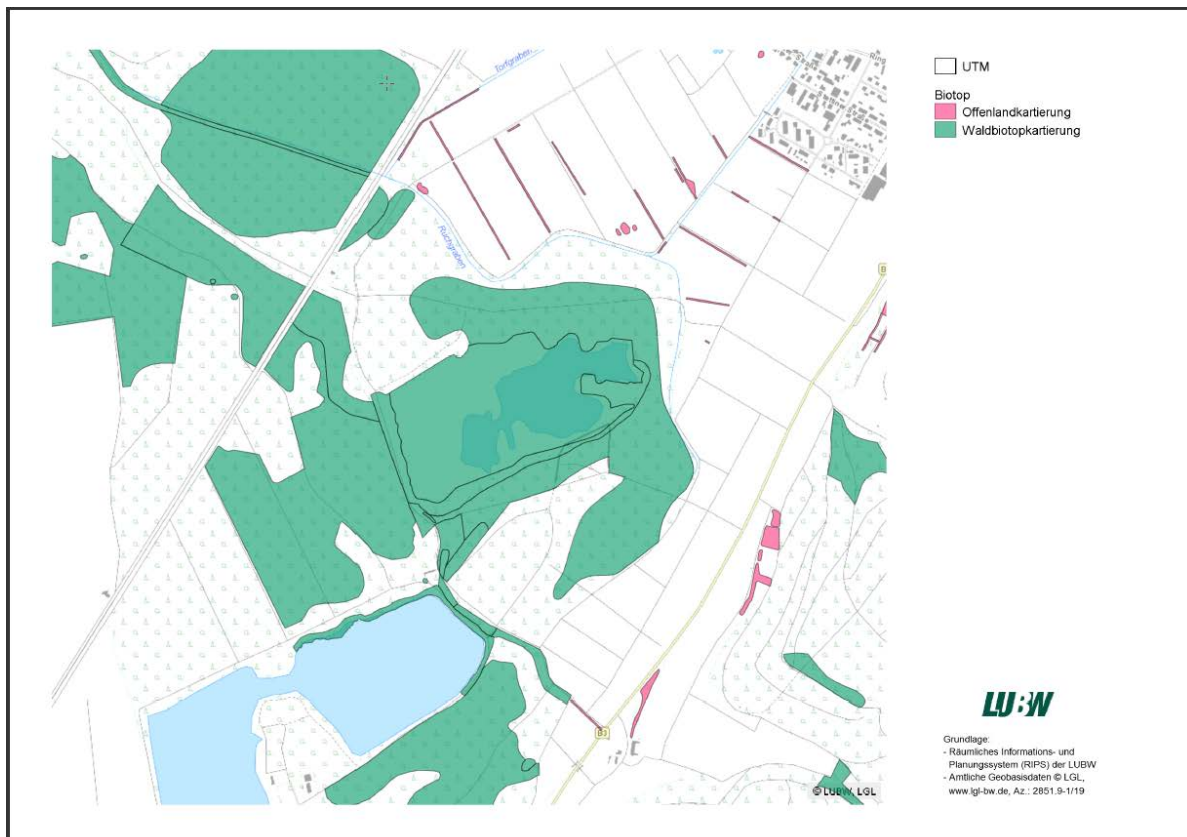 Torfgraben
Ring
Ruchgraben
B3
© LUBW, LGL
UTM
Biotop
Offenlandkartierung
Waldbiotopkartierung
LUBW
Grundlage:
- Räumliches Informations- und
Planungssystem (RIPS) der LUBW
- Amtliche Geobasisdaten © LGL,
www.lgl-bw.de, Az.: 2851.9-1/19